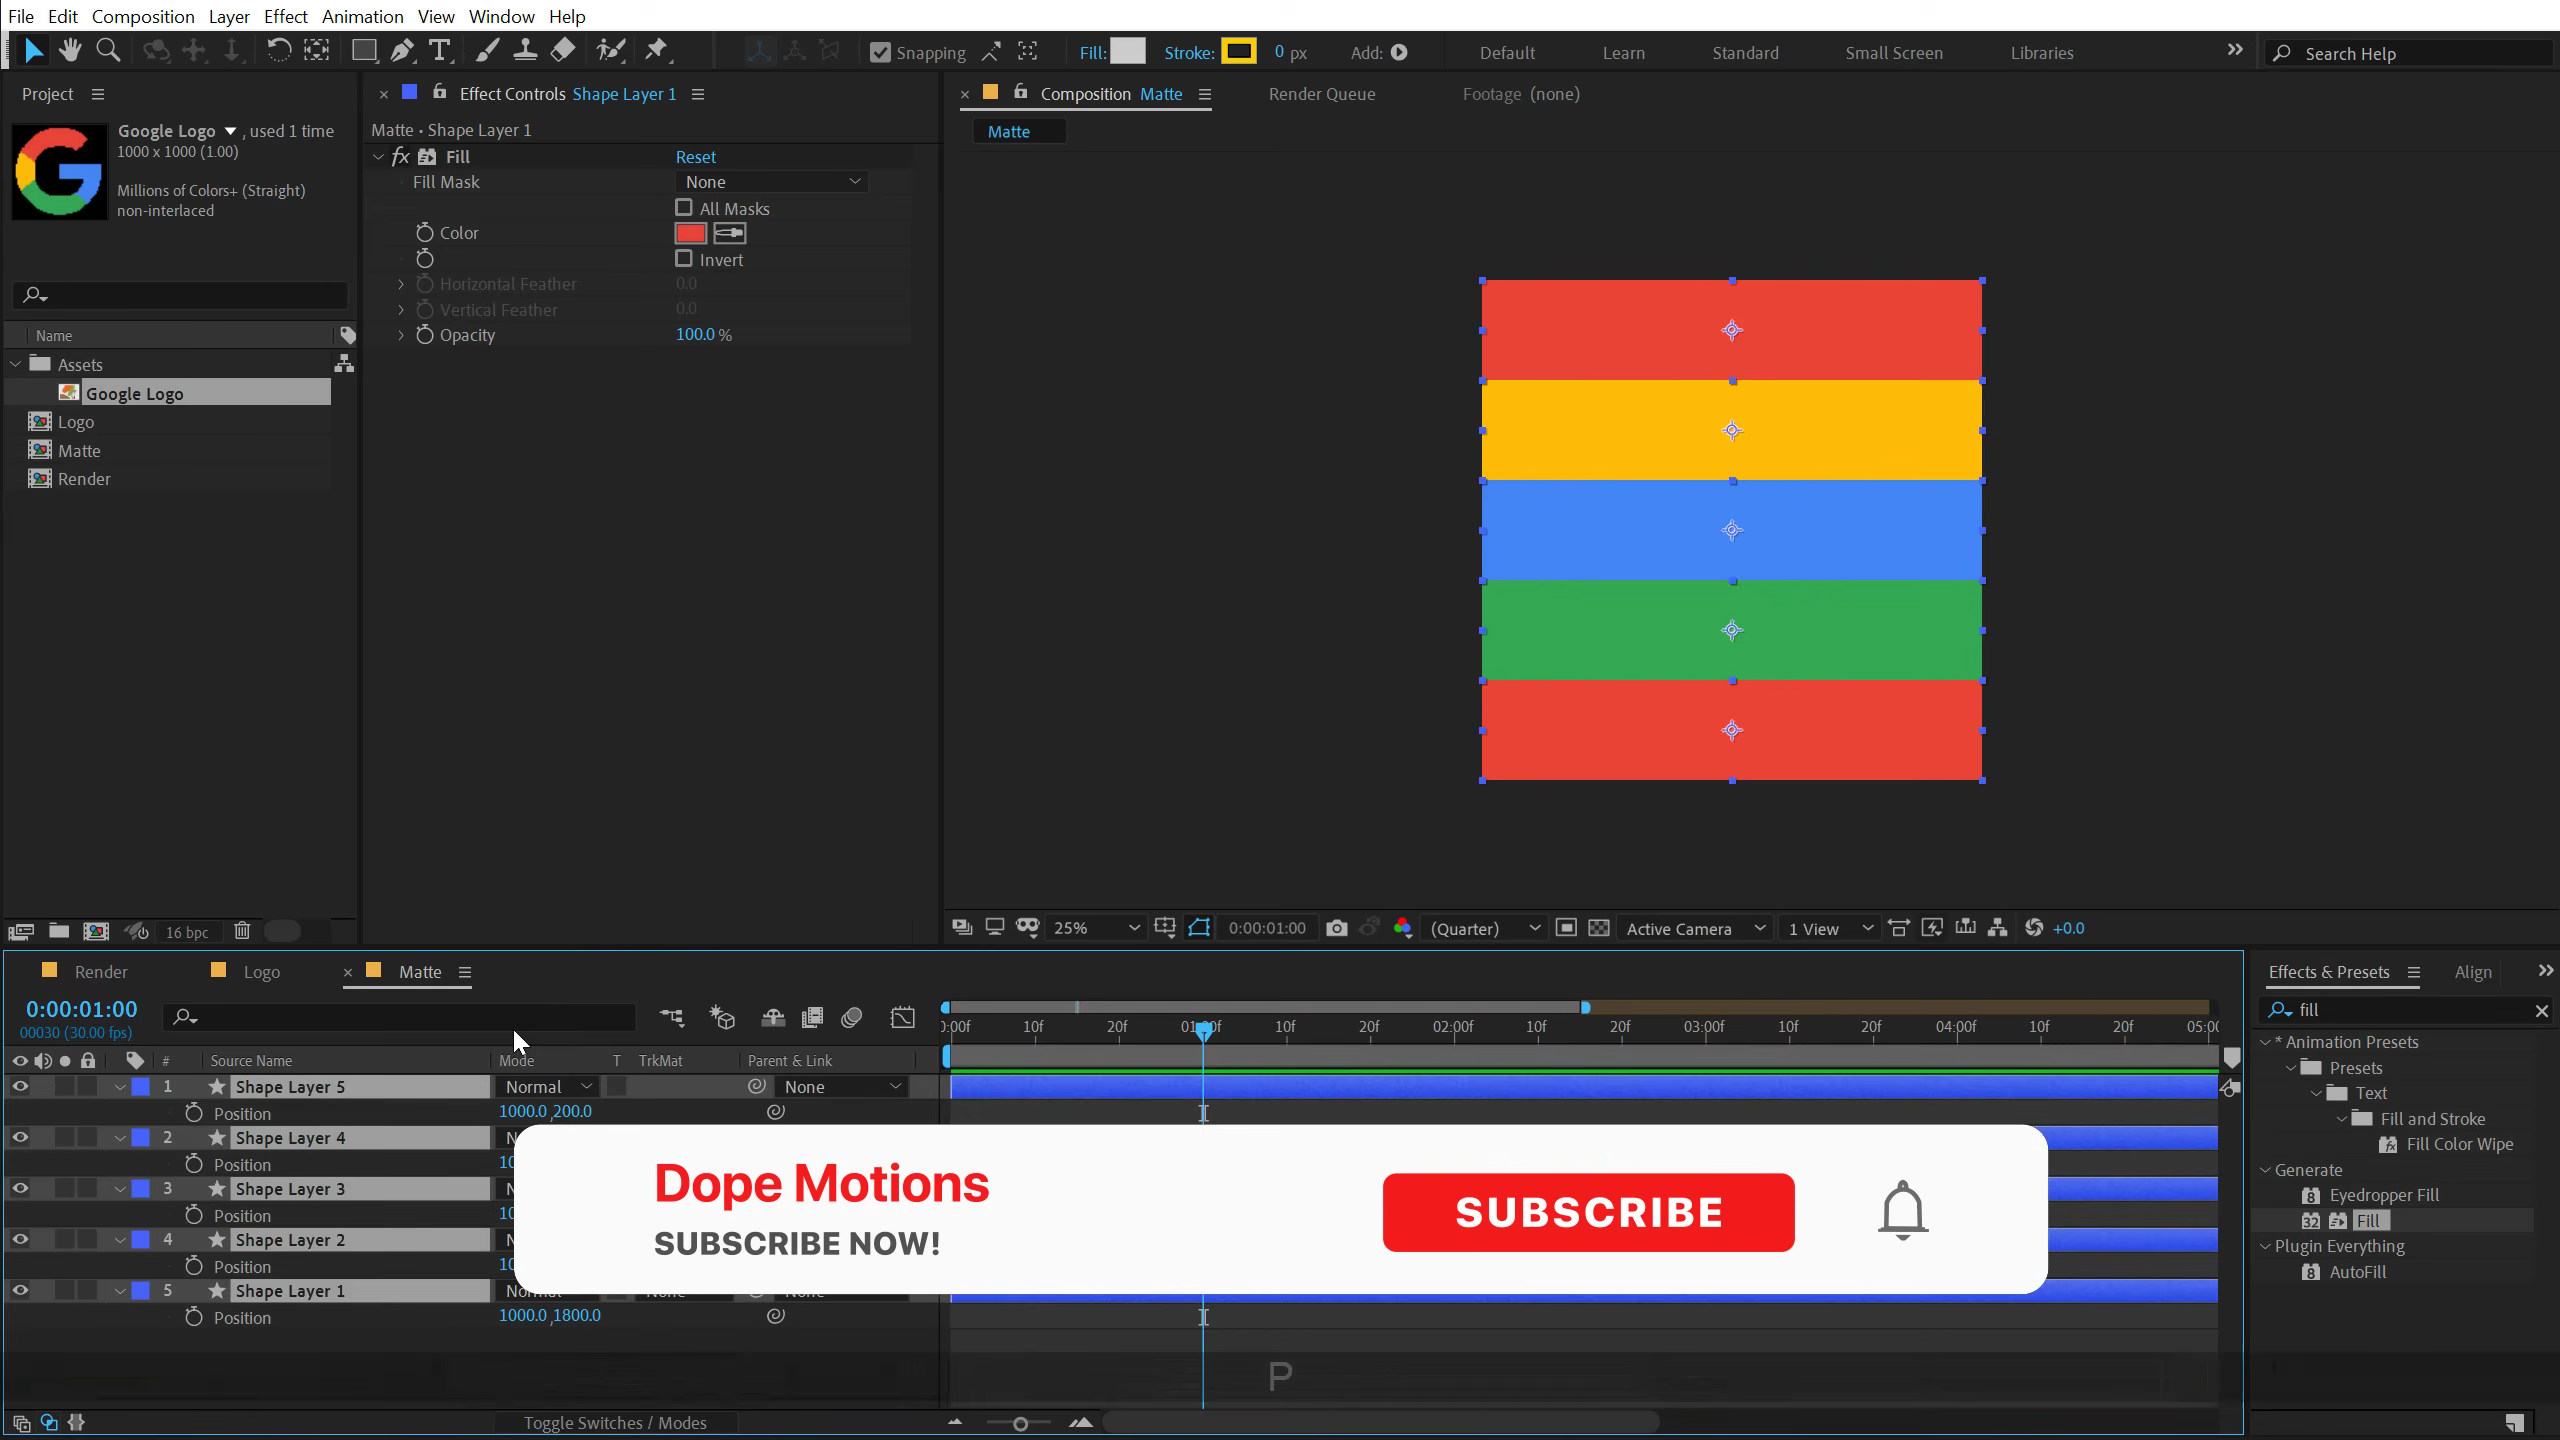 File Edit Composition Layer Effect Animation View Window Help
Snapping Fill: Stroke: 0 px Add: Default Learn Standard Small Screen Libraries Search Help
Project
Google Logo , used 1 time
1000 x 1000 (1.00)
Millions of Colors+ (Straight)
non-interlaced
Name
Assets
Google Logo
Logo
Matte
Render
16 bpc
Effect Controls Shape Layer 1
Matte • Shape Layer 1
fx Fill Reset
Fill Mask None
All Masks
Color
Invert
Horizontal Feather 0.0
Vertical Feather 0.0
Opacity 100.0 %
Composition Matte Render Queue Footage (none)
Matte
25% 0:00:01:00 (Quarter) Active Camera 1 View +0.0
Render Logo Matte
0:00:01:00
00030 (30.00 fps)
0:00f 10f 20f 01:00f 10f 20f 02:00f 10f 20f 03:00f 10f 20f 04:00f 10f 20f 05:00
# Source Name Mode T TrkMat Parent & Link
1 Shape Layer 5 Normal None
Position 1000.0 ,200.0
2 Shape Layer 4
Position
3 Shape Layer 3
Position
4 Shape Layer 2
Position
5 Shape Layer 1 Normal None None
Position 1000.0 ,1800.0
Dope Motions
SUBSCRIBE NOW!
SUBSCRIBE
P
Toggle Switches / Modes
Effects & Presets Align
fill
* Animation Presets
Presets
Text
Fill and Stroke
Fill Color Wipe
Generate
8 Eyedropper Fill
32 Fill
Plugin Everything
8 AutoFill